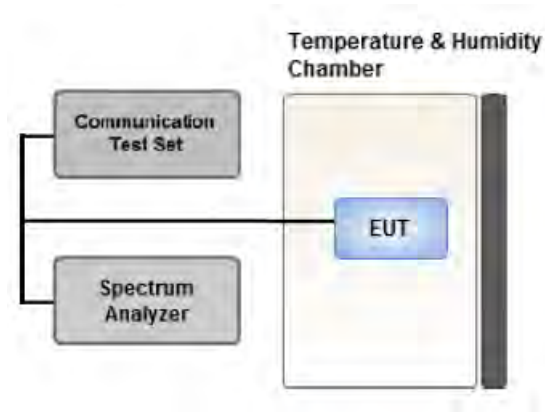 Temperature & Humidity
Chamber
Communication
Test Set
EUT
Spectrum
Analyzer